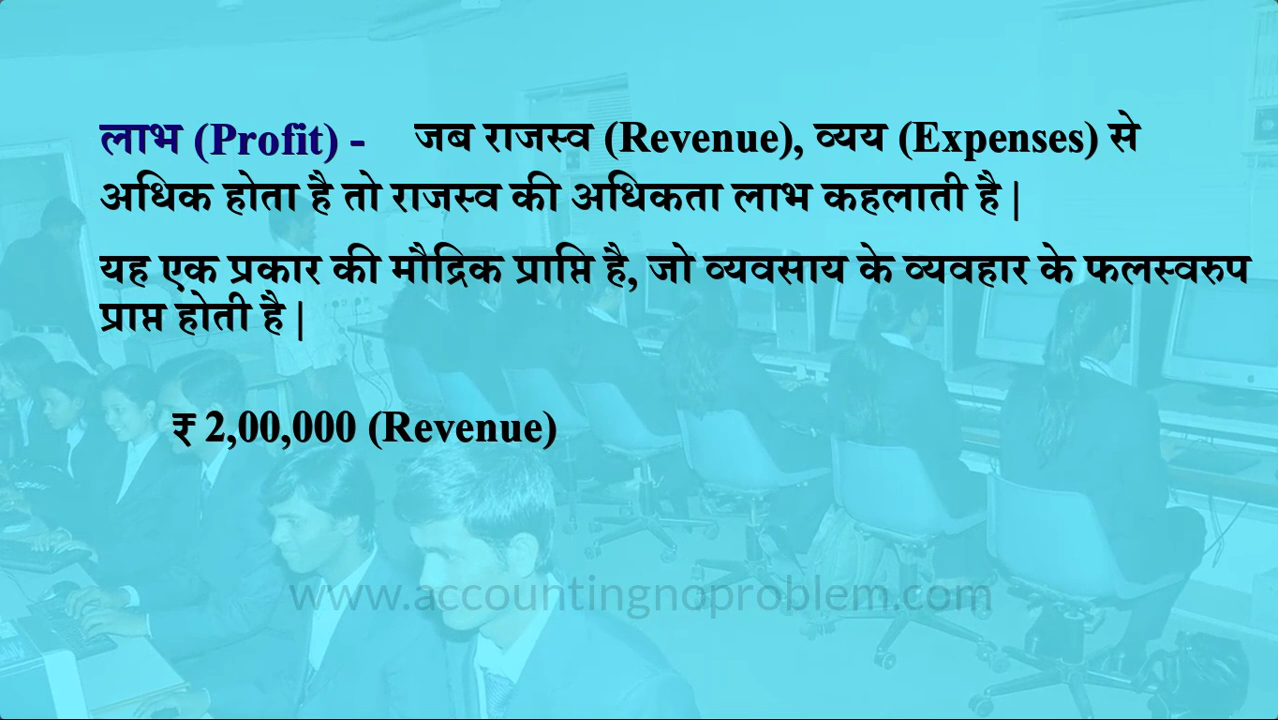 लाभ (Profit) - जब राजस्व (Revenue), व्यय (Expenses) से
अधिक होता है तो राजस्व की अधिकता लाभ कहलाती है |
यह एक प्रकार की मौद्रिक प्राप्ति है, जो व्यवसाय के व्यवहार के फलस्वरुप
प्राप्त होती है |
₹ 2,00,000 (Revenue)
www.accountingnoproblem.com